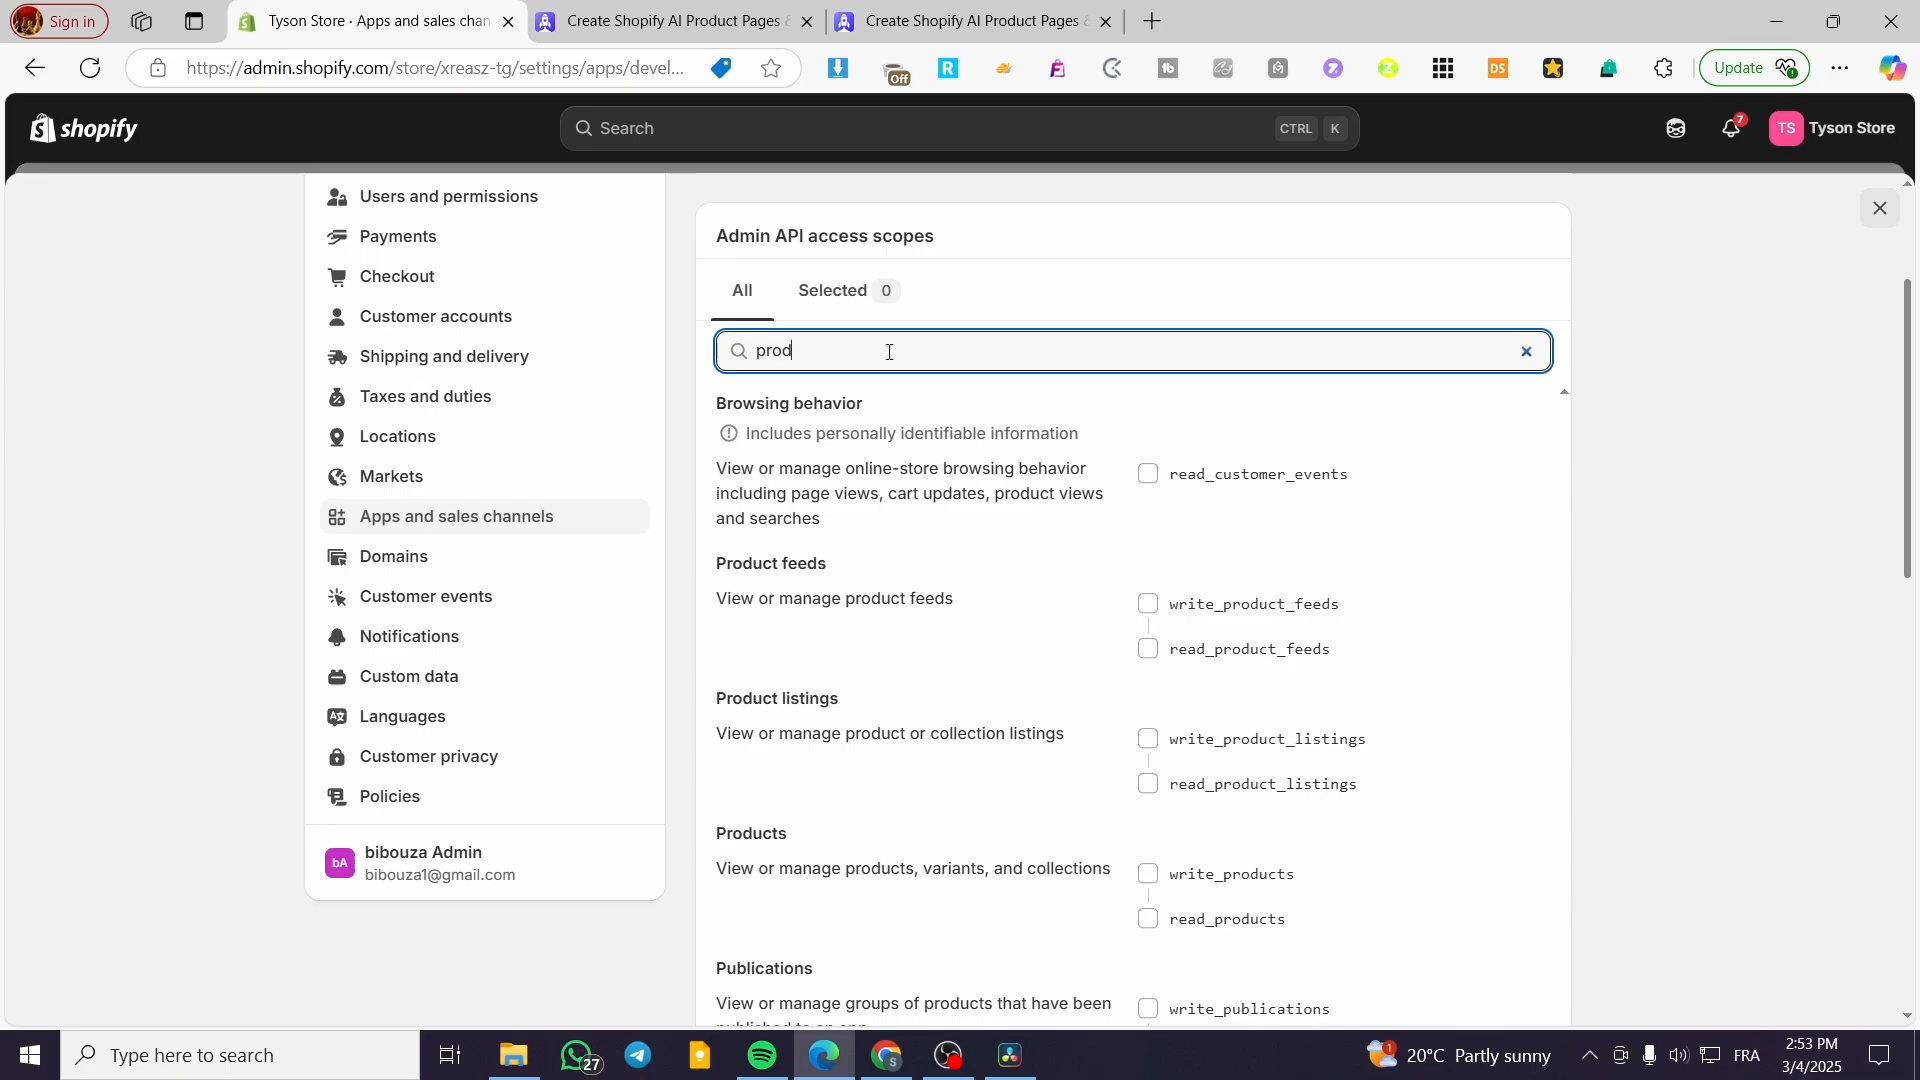 Sign in
Tyson Store · Apps and sales chan
Create Shopify AI Product Pages &
Create Shopify AI Product Pages &
https://admin.shopify.com/store/xreasz-tg/settings/apps/devel...
Off
Update
shopify
Search
CTRL K
7
TS
Tyson Store
Users and permissions
Payments
Checkout
Customer accounts
Shipping and delivery
Taxes and duties
Locations
Markets
Apps and sales channels
Domains
Customer events
Notifications
Custom data
Languages
Customer privacy
Policies
bA
bibouza Admin
bibouza1@gmail.com
Admin API access scopes
All
Selected 0
prod
Browsing behavior
Includes personally identifiable information
View or manage online-store browsing behavior
including page views, cart updates, product views
and searches
read_customer_events
Product feeds
View or manage product feeds
write_product_feeds
read_product_feeds
Product listings
View or manage product or collection listings
write_product_listings
read_product_listings
Products
View or manage products, variants, and collections
write_products
read_products
Publications
View or manage groups of products that have been
write_publications
Type here to search
27
1
20°C Partly sunny
FRA
2:53 PM
3/4/2025